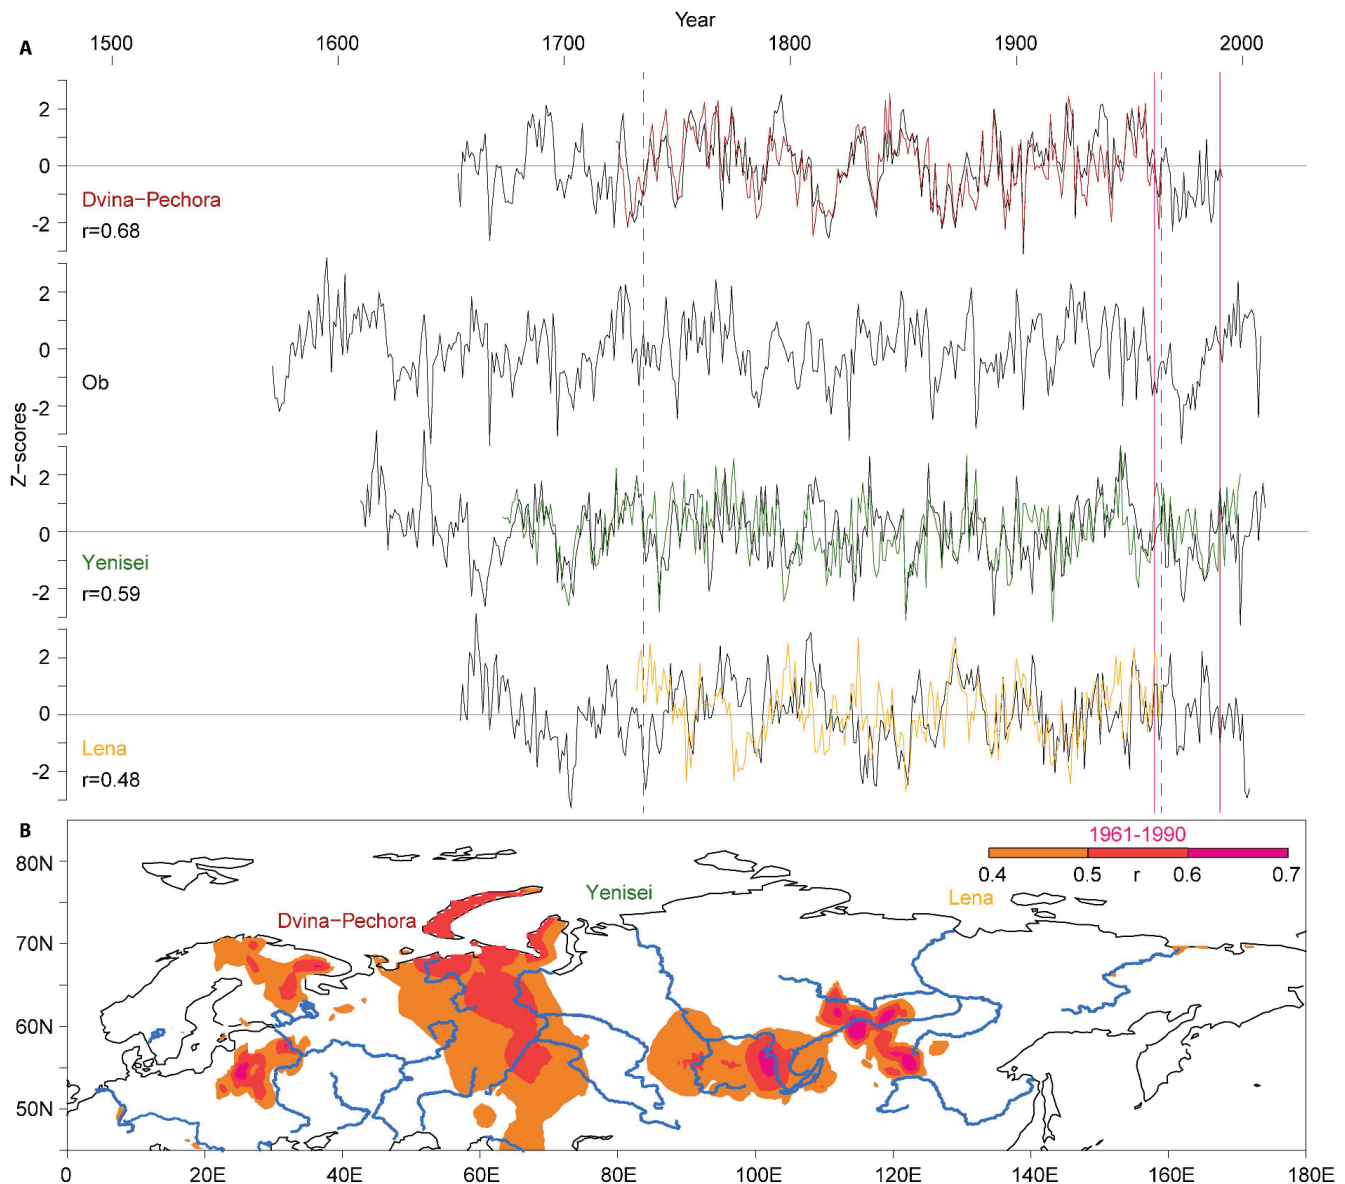 Year
A
1500 1600 1700 1800 1900 2000
2
0
Dvina−Pechora
-2
r=0.68
2
0
Ob
-2
Z−scores
2
0
Yenisei
-2
r=0.59
2
0
Lena
-2
r=0.48
B
1961-1990
80N
0.4 0.5 r 0.6 0.7
Yenisei
Lena
Dvina−Pechora
70N
60N
50N
0 20E 40E 60E 80E 100E 120E 140E 160E 180E